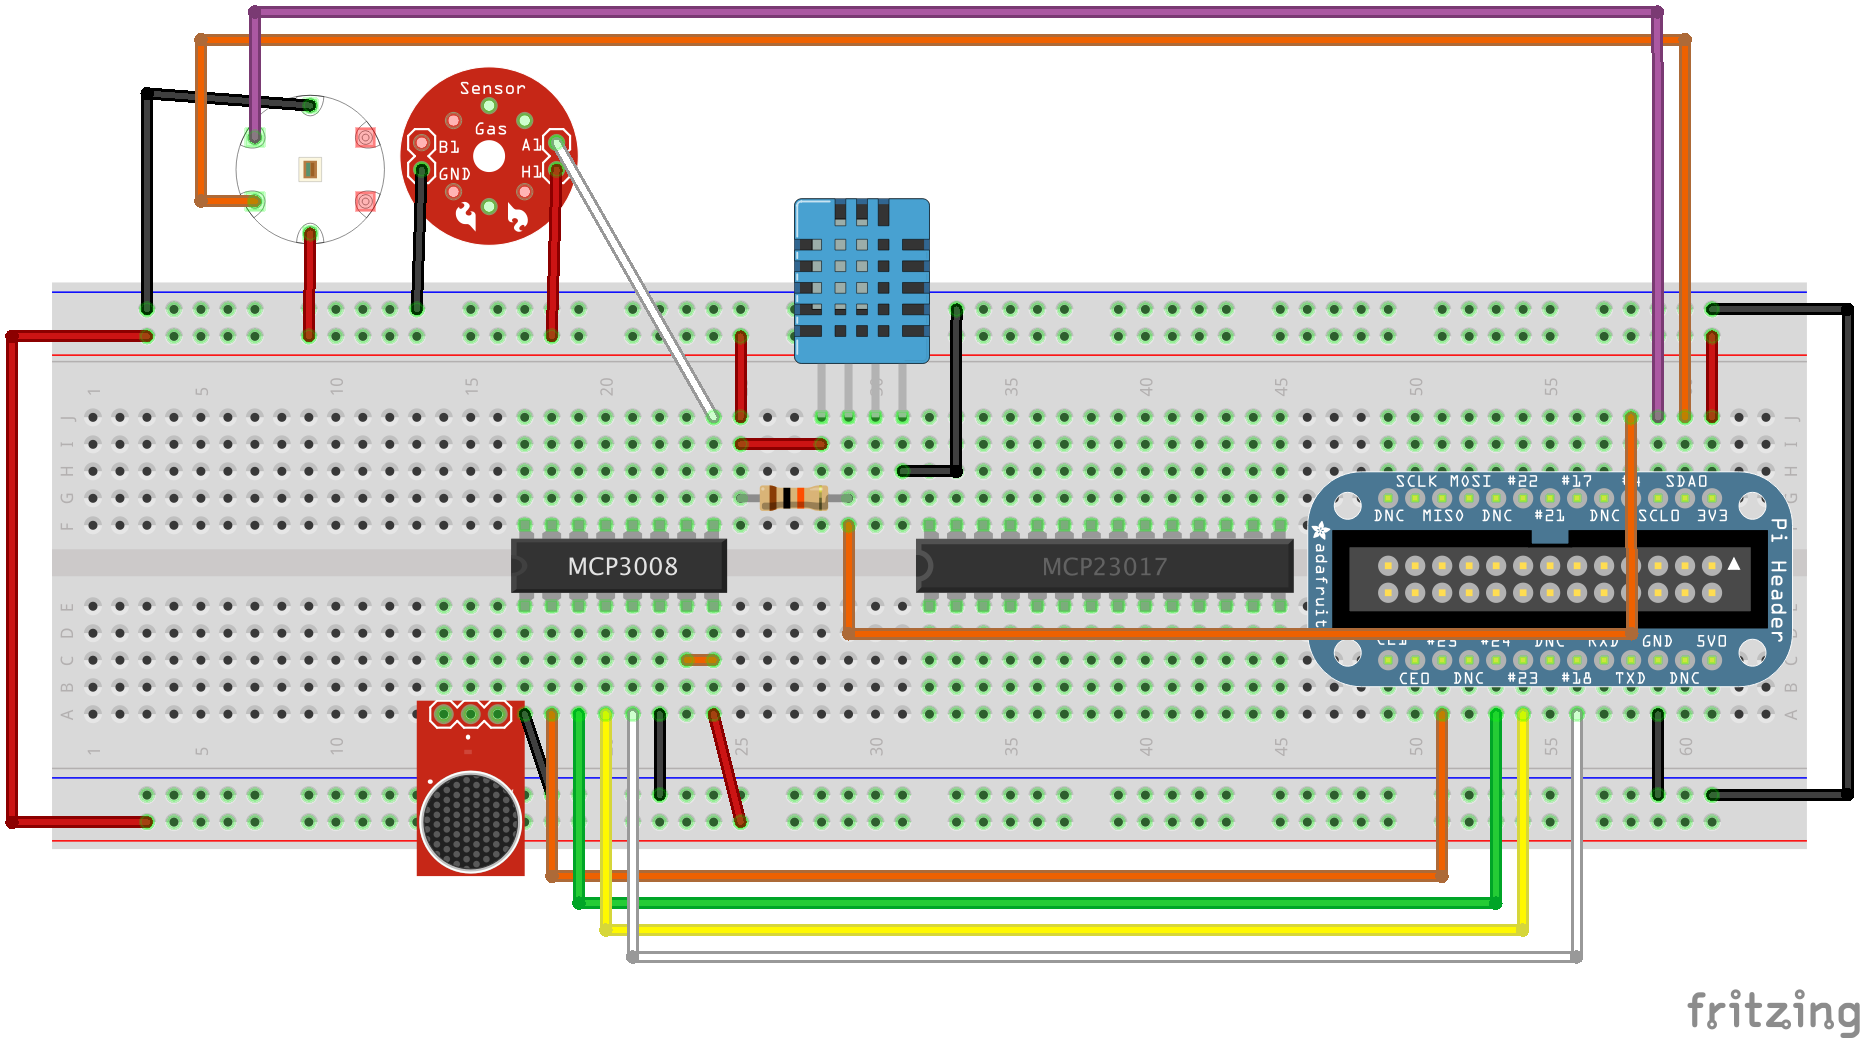 Sensor
Gas
B1 A1
GND H1
1 5 10 15 20 30 35 40 45 50 55 60
J J
I I
H H
G G
F
SCLK MOSI #22 #17 #4 SDA0
DNC MISO DNC #21 DNC SCL0 3V3
MCP3008
MCP23017
adafruit
Pi Header
E
D
C C
B B
A A
CE1 #25 #24 DNC RXD GND 5V0
CE0 DNC #23 #18 TXD DNC
1 5 10 25 30 35 40 45 50 55 60
fritzing